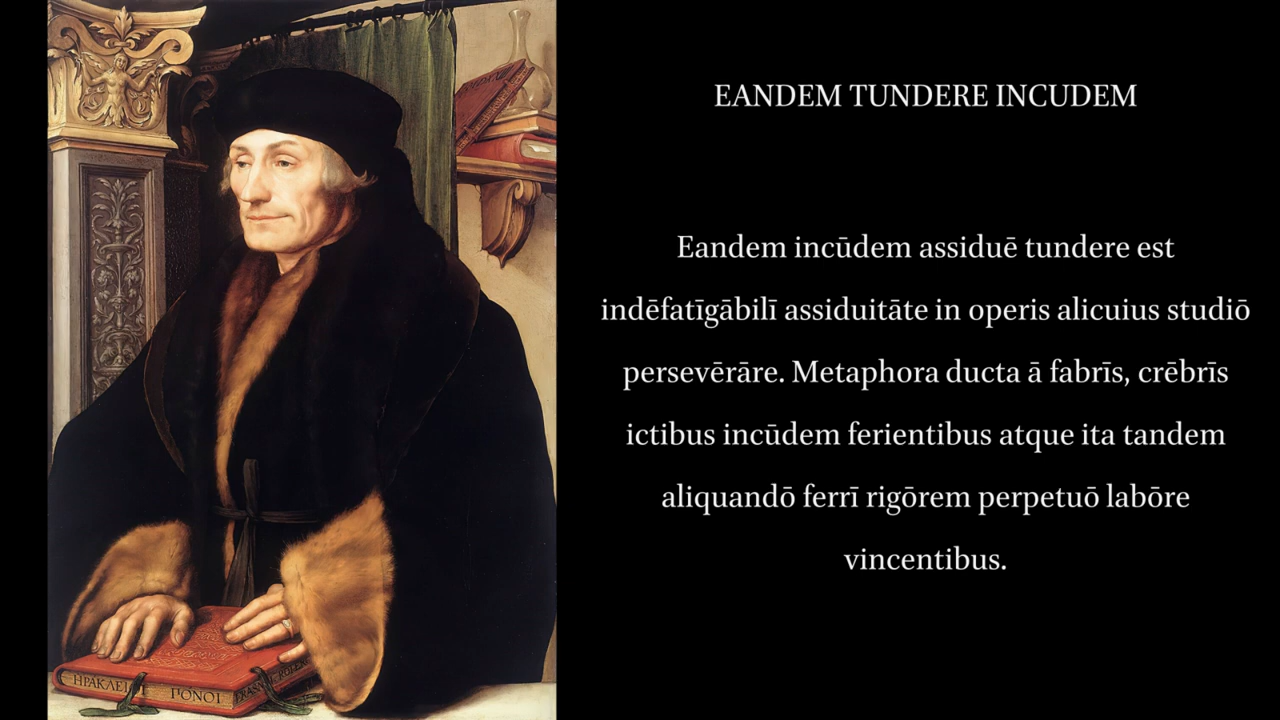 EANDEM TUNDERE INCUDEM
Eandem incūdem assiduē tundere est
indēfatīgābilī assiduitāte in operis alicuius studiō
persevērāre. Metaphora ducta ā fabrīs, crēbrīs
ictibus incūdem ferientibus atque ita tandem
aliquandō ferrī rigōrem perpetuō labōre
vincentibus.
ΗΡΑΚΛΕΙ ΠΟΝΟΙ